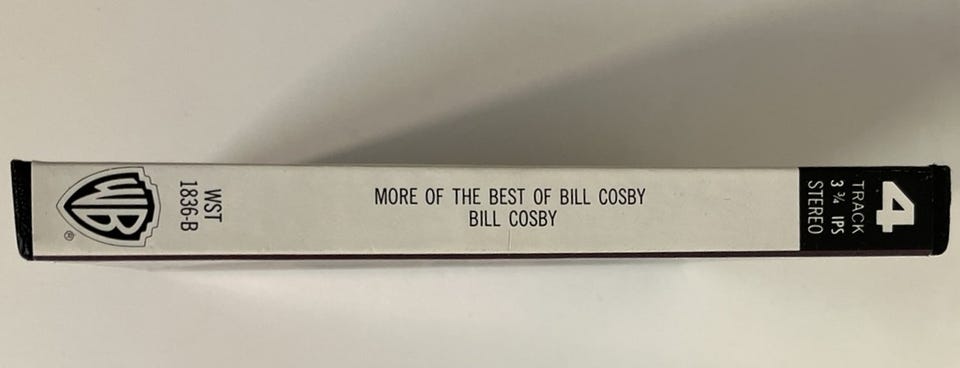 WB
®
WST
1836-B
MORE OF THE BEST OF BILL COSBY
BILL COSBY
4
TRACK
3 3/4 IPS
STEREO